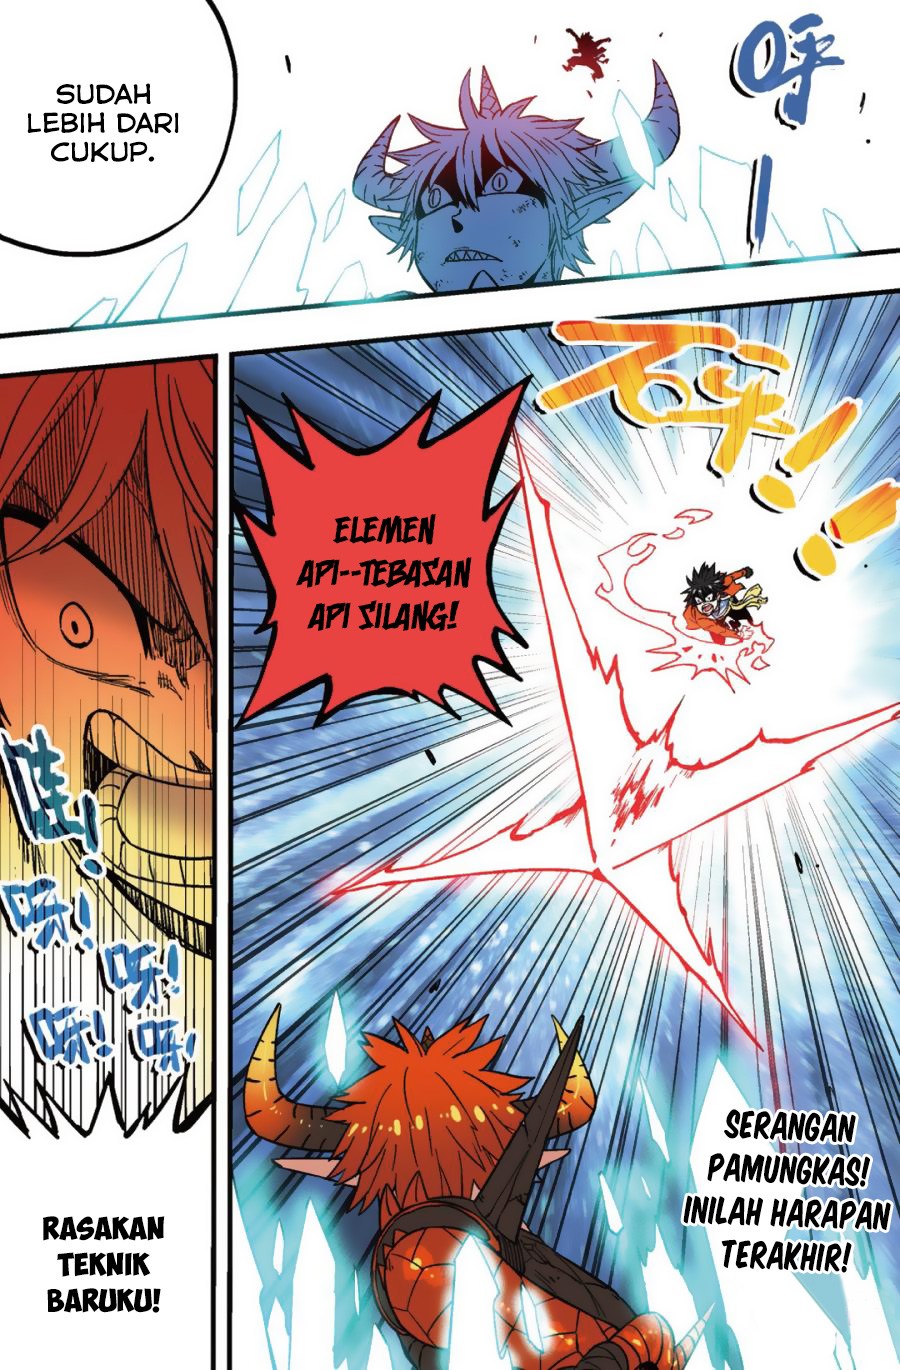 SUDAH
LEBIH DARI
CUKUP.
呼
ELEMEN
API--TEBASAN
API SILANG!
哇!
呀!
呀!
呀!
呀!
RASAKAN
TEKNIK
BARUKU!
SERANGAN
PAMUNGKAS!
INILAH HARAPAN
TERAKHIR!